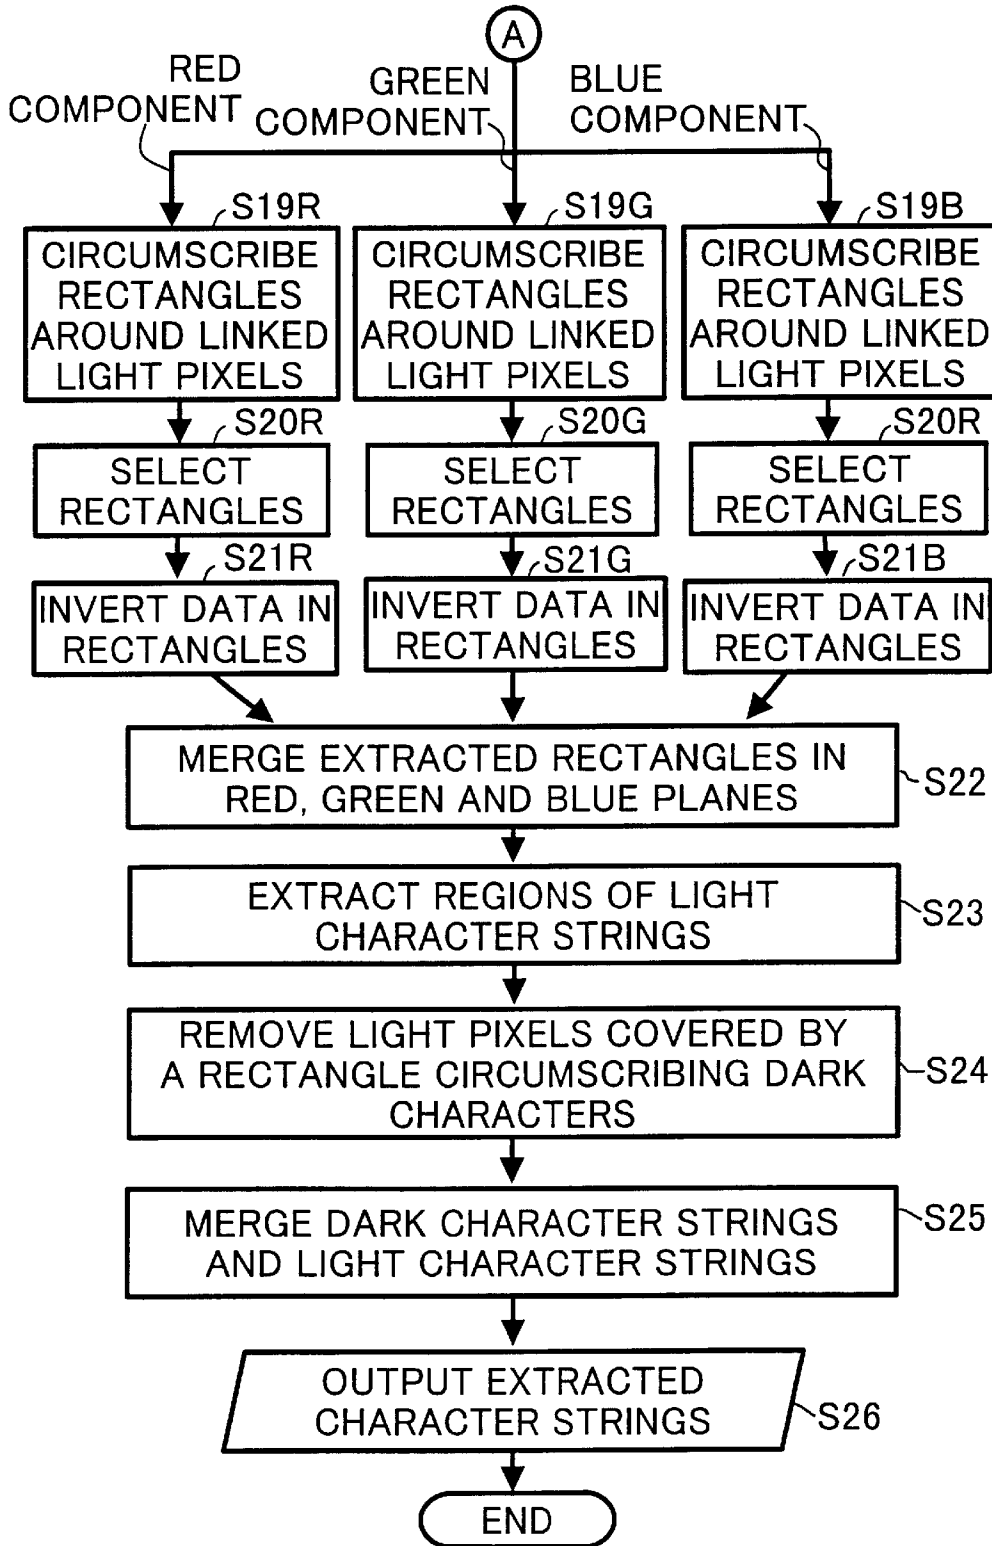 A
RED
COMPONENT
GREEN
COMPONENT
BLUE
COMPONENT
S19R
CIRCUMSCRIBE
RECTANGLES
AROUND LINKED
LIGHT PIXELS
S19G
CIRCUMSCRIBE
RECTANGLES
AROUND LINKED
LIGHT PIXELS
S19B
CIRCUMSCRIBE
RECTANGLES
AROUND LINKED
LIGHT PIXELS
S20R
SELECT
RECTANGLES
S20G
SELECT
RECTANGLES
S20R
SELECT
RECTANGLES
S21R
INVERT DATA IN
RECTANGLES
S21G
INVERT DATA IN
RECTANGLES
S21B
INVERT DATA IN
RECTANGLES
MERGE EXTRACTED RECTANGLES IN
RED, GREEN AND BLUE PLANES
S22
EXTRACT REGIONS OF LIGHT
CHARACTER STRINGS
S23
REMOVE LIGHT PIXELS COVERED BY
A RECTANGLE CIRCUMSCRIBING DARK
CHARACTERS
S24
MERGE DARK CHARACTER STRINGS
AND LIGHT CHARACTER STRINGS
S25
OUTPUT EXTRACTED
CHARACTER STRINGS
S26
END